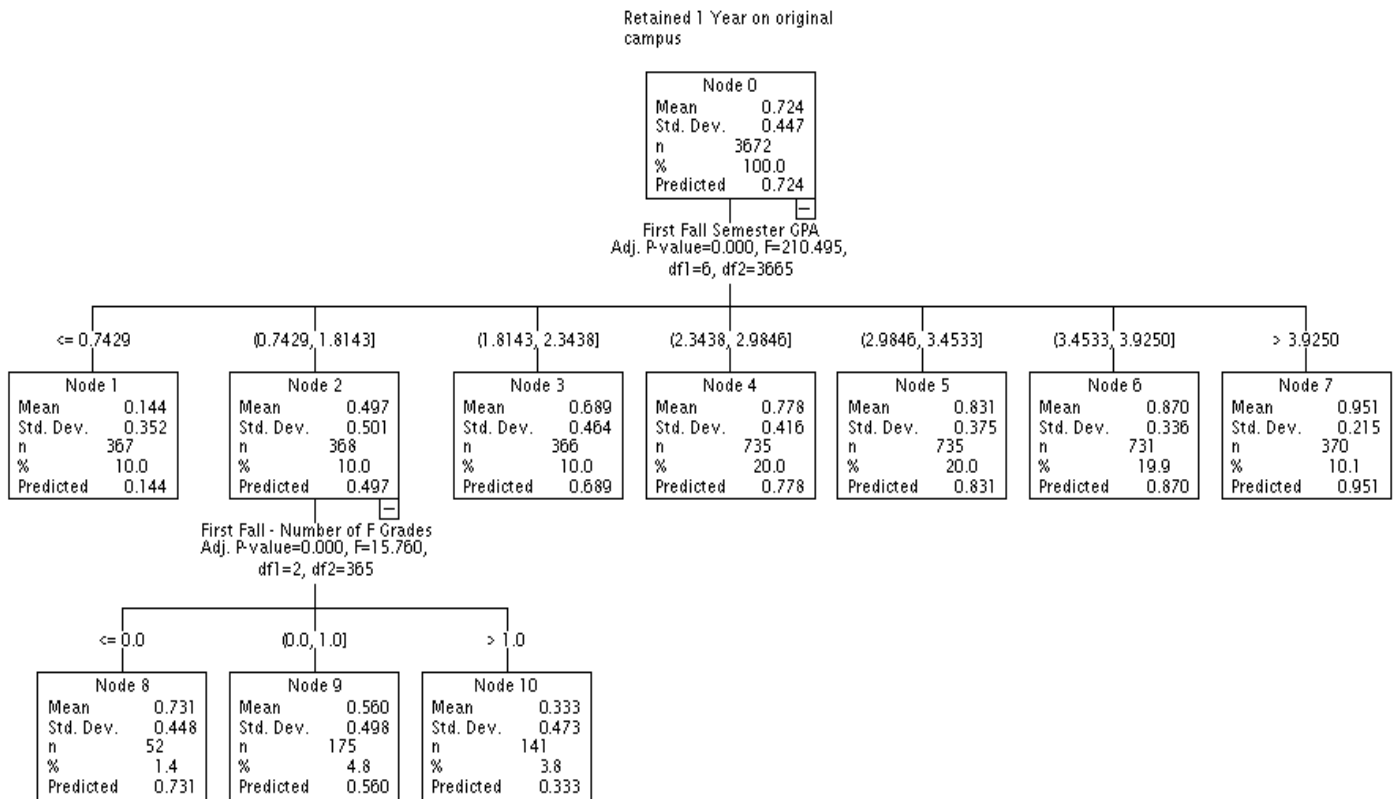 Retained 1 Year on original
campus
Node 0
Mean 0.724
Std. Dev. 0.447
n 3672
% 100.0
Predicted 0.724
First Fall Semester GPA
Adj. P-value=0.000, F=210.495,
df1=6, df2=3665
<= 0.7429
(0.7429, 1.8143]
(1.8143, 2.3438]
(2.3438, 2.9846]
(2.9846, 3.4533]
(3.4533, 3.9250]
> 3.9250
Node 1
Mean 0.144
Std. Dev. 0.352
n 367
% 10.0
Predicted 0.144
Node 2
Mean 0.497
Std. Dev. 0.501
n 368
% 10.0
Predicted 0.497
Node 3
Mean 0.689
Std. Dev. 0.464
n 366
% 10.0
Predicted 0.689
Node 4
Mean 0.778
Std. Dev. 0.416
n 735
% 20.0
Predicted 0.778
Node 5
Mean 0.831
Std. Dev. 0.375
n 735
% 20.0
Predicted 0.831
Node 6
Mean 0.870
Std. Dev. 0.336
n 731
% 19.9
Predicted 0.870
Node 7
Mean 0.951
Std. Dev. 0.215
n 370
% 10.1
Predicted 0.951
First Fall - Number of F Grades
Adj. P-value=0.000, F=15.760,
df1=2, df2=365
<= 0.0
(0.0, 1.0]
> 1.0
Node 8
Mean 0.731
Std. Dev. 0.448
n 52
% 1.4
Predicted 0.731
Node 9
Mean 0.560
Std. Dev. 0.498
n 175
% 4.8
Predicted 0.560
Node 10
Mean 0.333
Std. Dev. 0.473
n 141
% 3.8
Predicted 0.333